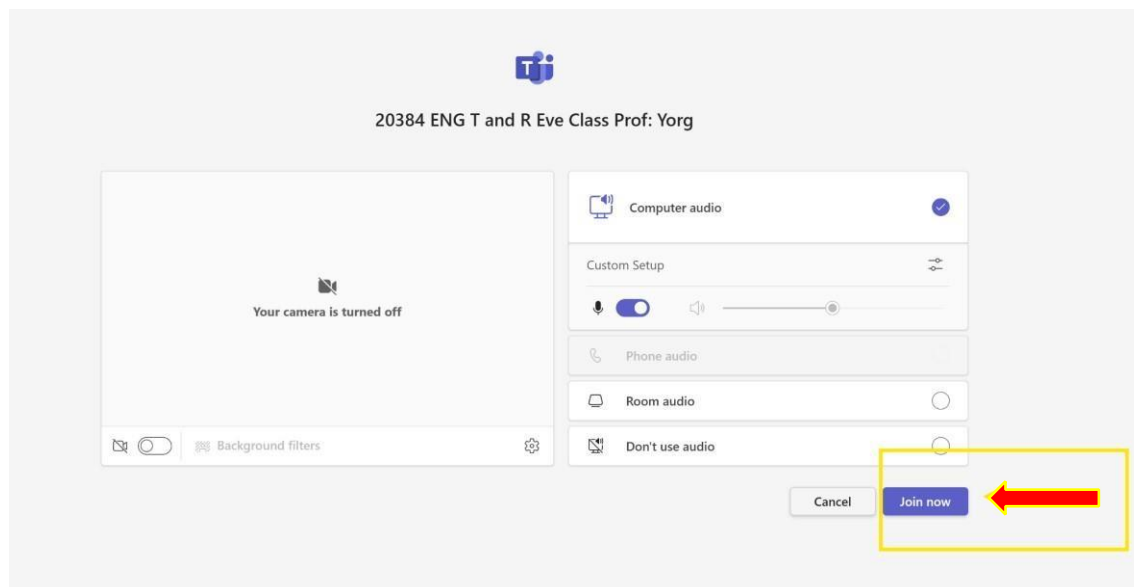 T
20384 ENG T and R Eve Class Prof: Yorg
Your camera is turned off
Background filters
Computer audio
Custom Setup
Phone audio
Room audio
Don't use audio
Cancel
Join now